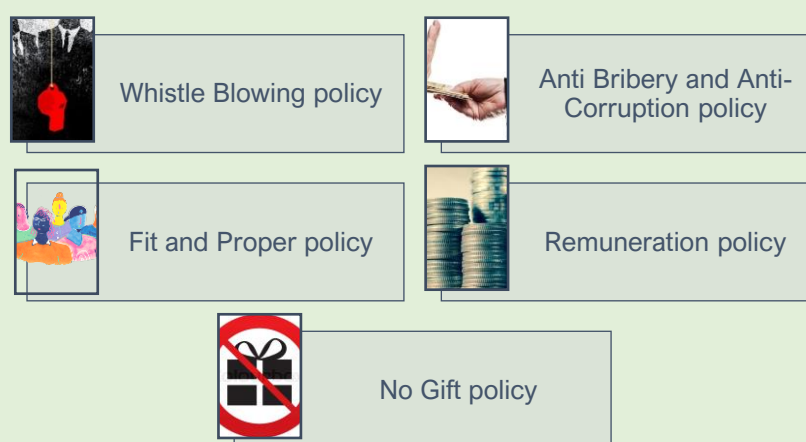 Whistle Blowing policy
Anti Bribery and Anti-
Corruption policy
Fit and Proper policy
Remuneration policy
No Gift policy